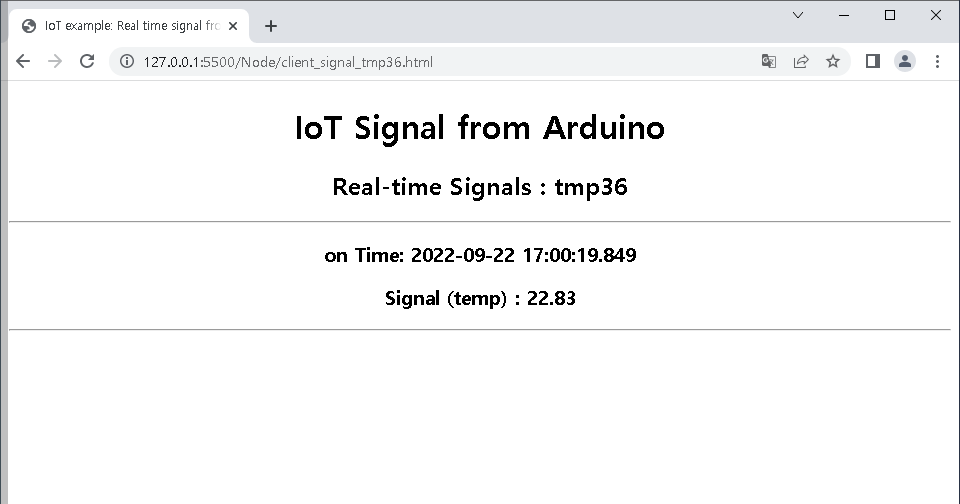 IoT example: Real time signal fro
127.0.0.1:5500/Node/client_signal_tmp36.html
IoT Signal from Arduino
Real-time Signals : tmp36
on Time: 2022-09-22 17:00:19.849
Signal (temp) : 22.83